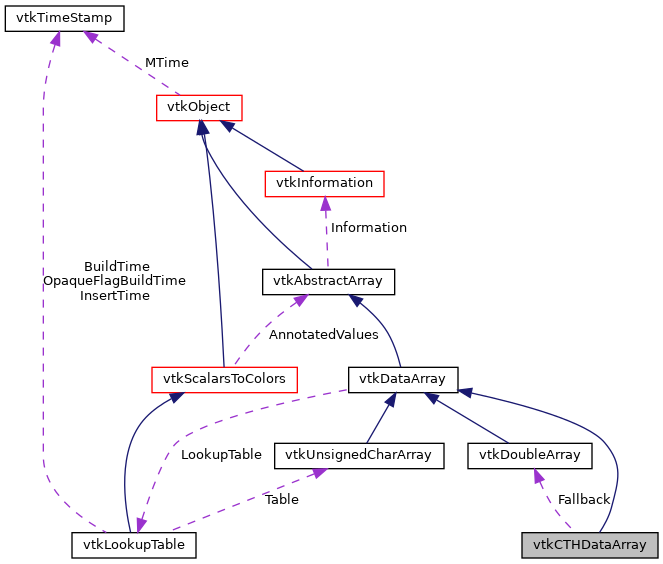 vtkTimeStamp
MTime
vtkObject
vtkInformation
Information
BuildTime
OpaqueFlagBuildTime
InsertTime
vtkAbstractArray
AnnotatedValues
vtkScalarsToColors
vtkDataArray
LookupTable
vtkUnsignedCharArray
vtkDoubleArray
Table
Fallback
vtkLookupTable
vtkCTHDataArray